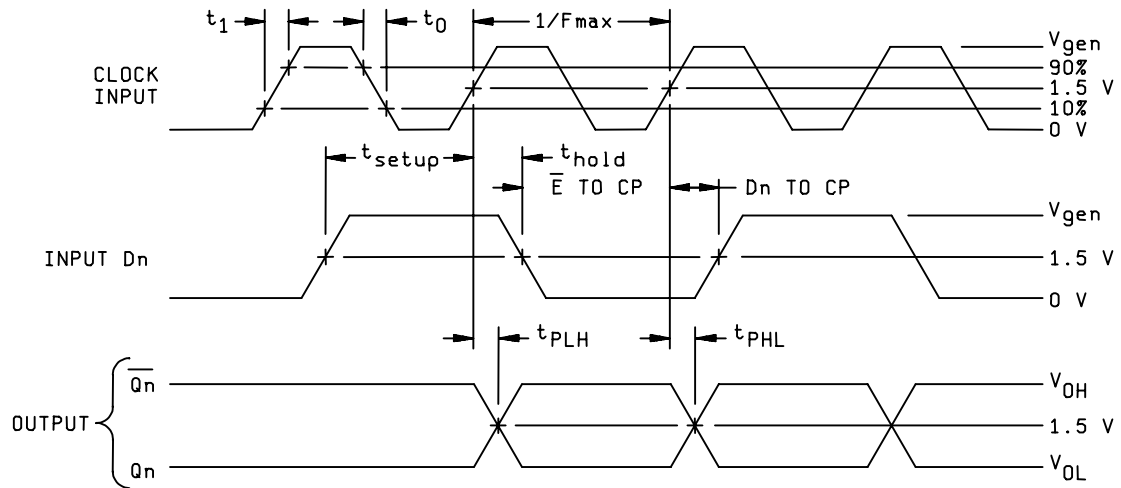 t1 t0 1/Fmax
Vgen
90%
CLOCK INPUT
1.5 V
10%
0 V
tsetup thold
E̅ TO CP Dn TO CP
Vgen
INPUT Dn
1.5 V
0 V
tPLH tPHL
Q̅n̅
VOH
OUTPUT
1.5 V
Qn
VOL